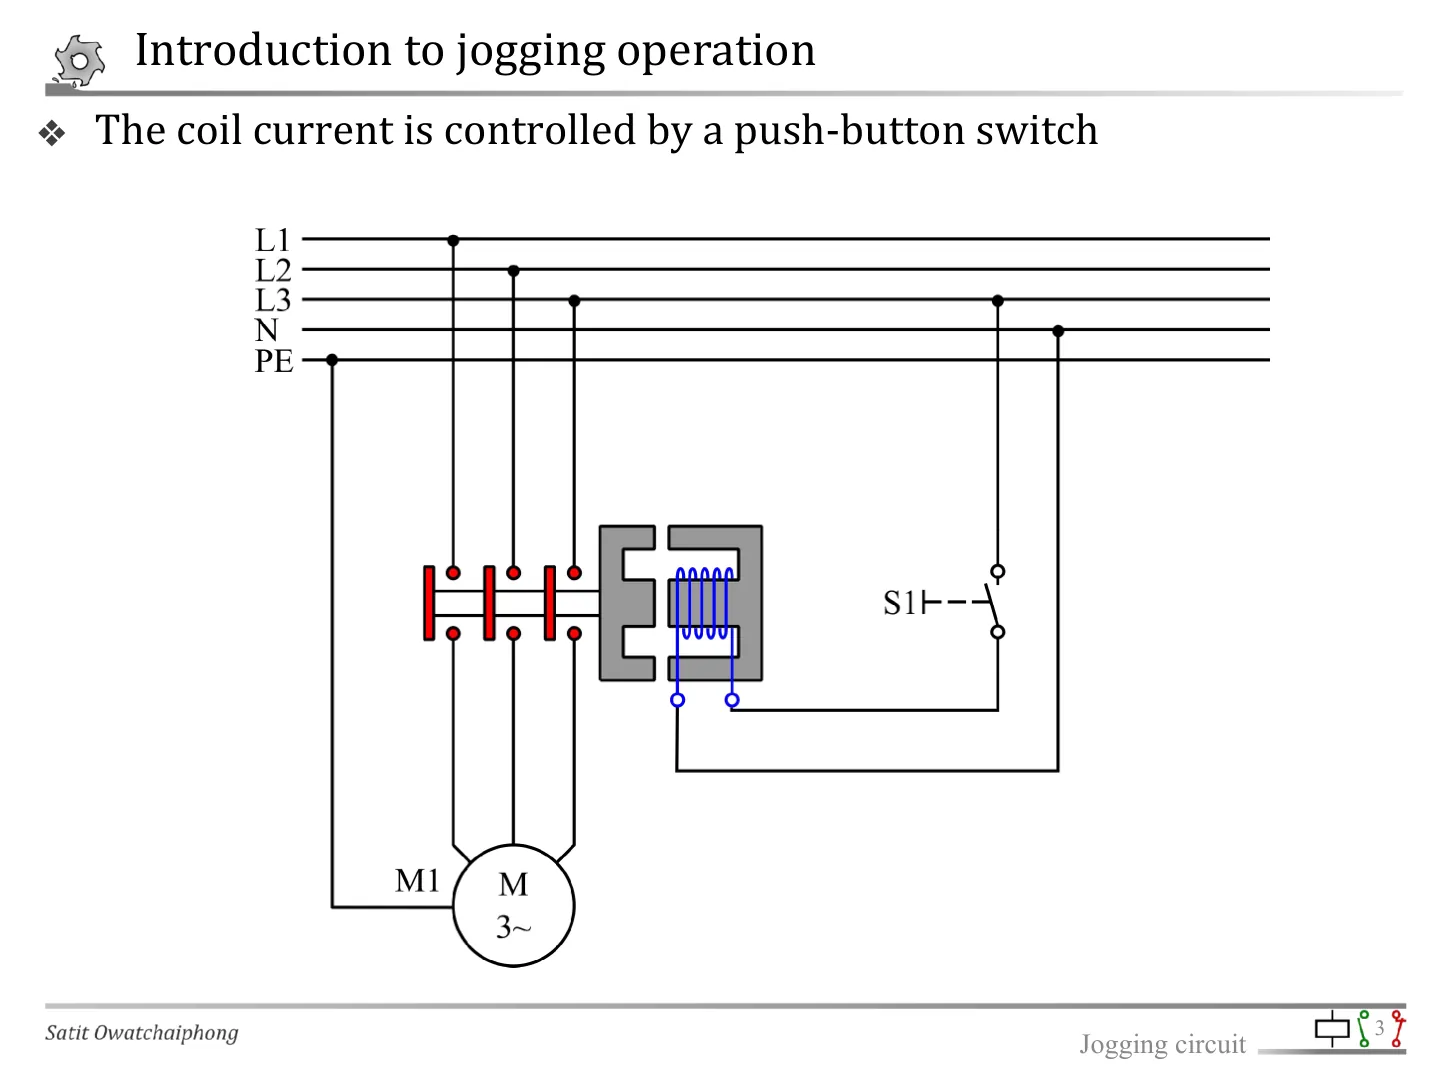 Introduction to jogging operation
❖ The coil current is controlled by a push-button switch
L1
L2
L3
N
PE
S1
M1
M
3~
Satit Owatchaiphong
Jogging circuit
3